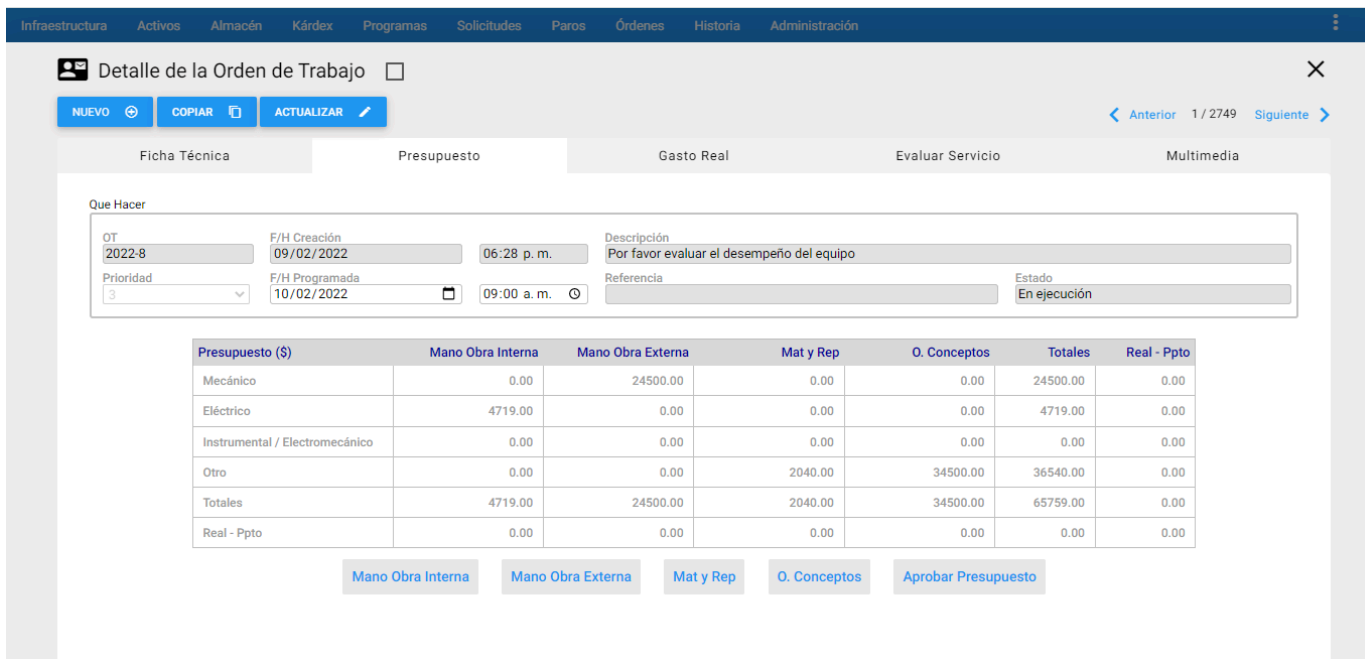 Infraestructura Activos Almacén Kárdex Programas Solicitudes Paros Órdenes Historia Administración
Detalle de la Orden de Trabajo
NUEVO COPIAR ACTUALIZAR
Anterior 1 / 2749 Siguiente
Ficha Técnica Presupuesto Gasto Real Evaluar Servicio Multimedia
Que Hacer
OT F/H Creación Descripción
2022-8 09/02/2022 06:28 p. m. Por favor evaluar el desempeño del equipo
Prioridad F/H Programada Referencia Estado
3 10/02/2022 09:00 a. m. En ejecución
Presupuesto ($) Mano Obra Interna Mano Obra Externa Mat y Rep O. Conceptos Totales Real - Ppto
Mecánico 0.00 24500.00 0.00 0.00 24500.00 0.00
Eléctrico 4719.00 0.00 0.00 0.00 4719.00 0.00
Instrumental / Electromecánico 0.00 0.00 0.00 0.00 0.00 0.00
Otro 0.00 0.00 2040.00 34500.00 36540.00 0.00
Totales 4719.00 24500.00 2040.00 34500.00 65759.00 0.00
Real - Ppto 0.00 0.00 0.00 0.00 0.00 0.00
Mano Obra Interna Mano Obra Externa Mat y Rep O. Conceptos Aprobar Presupuesto